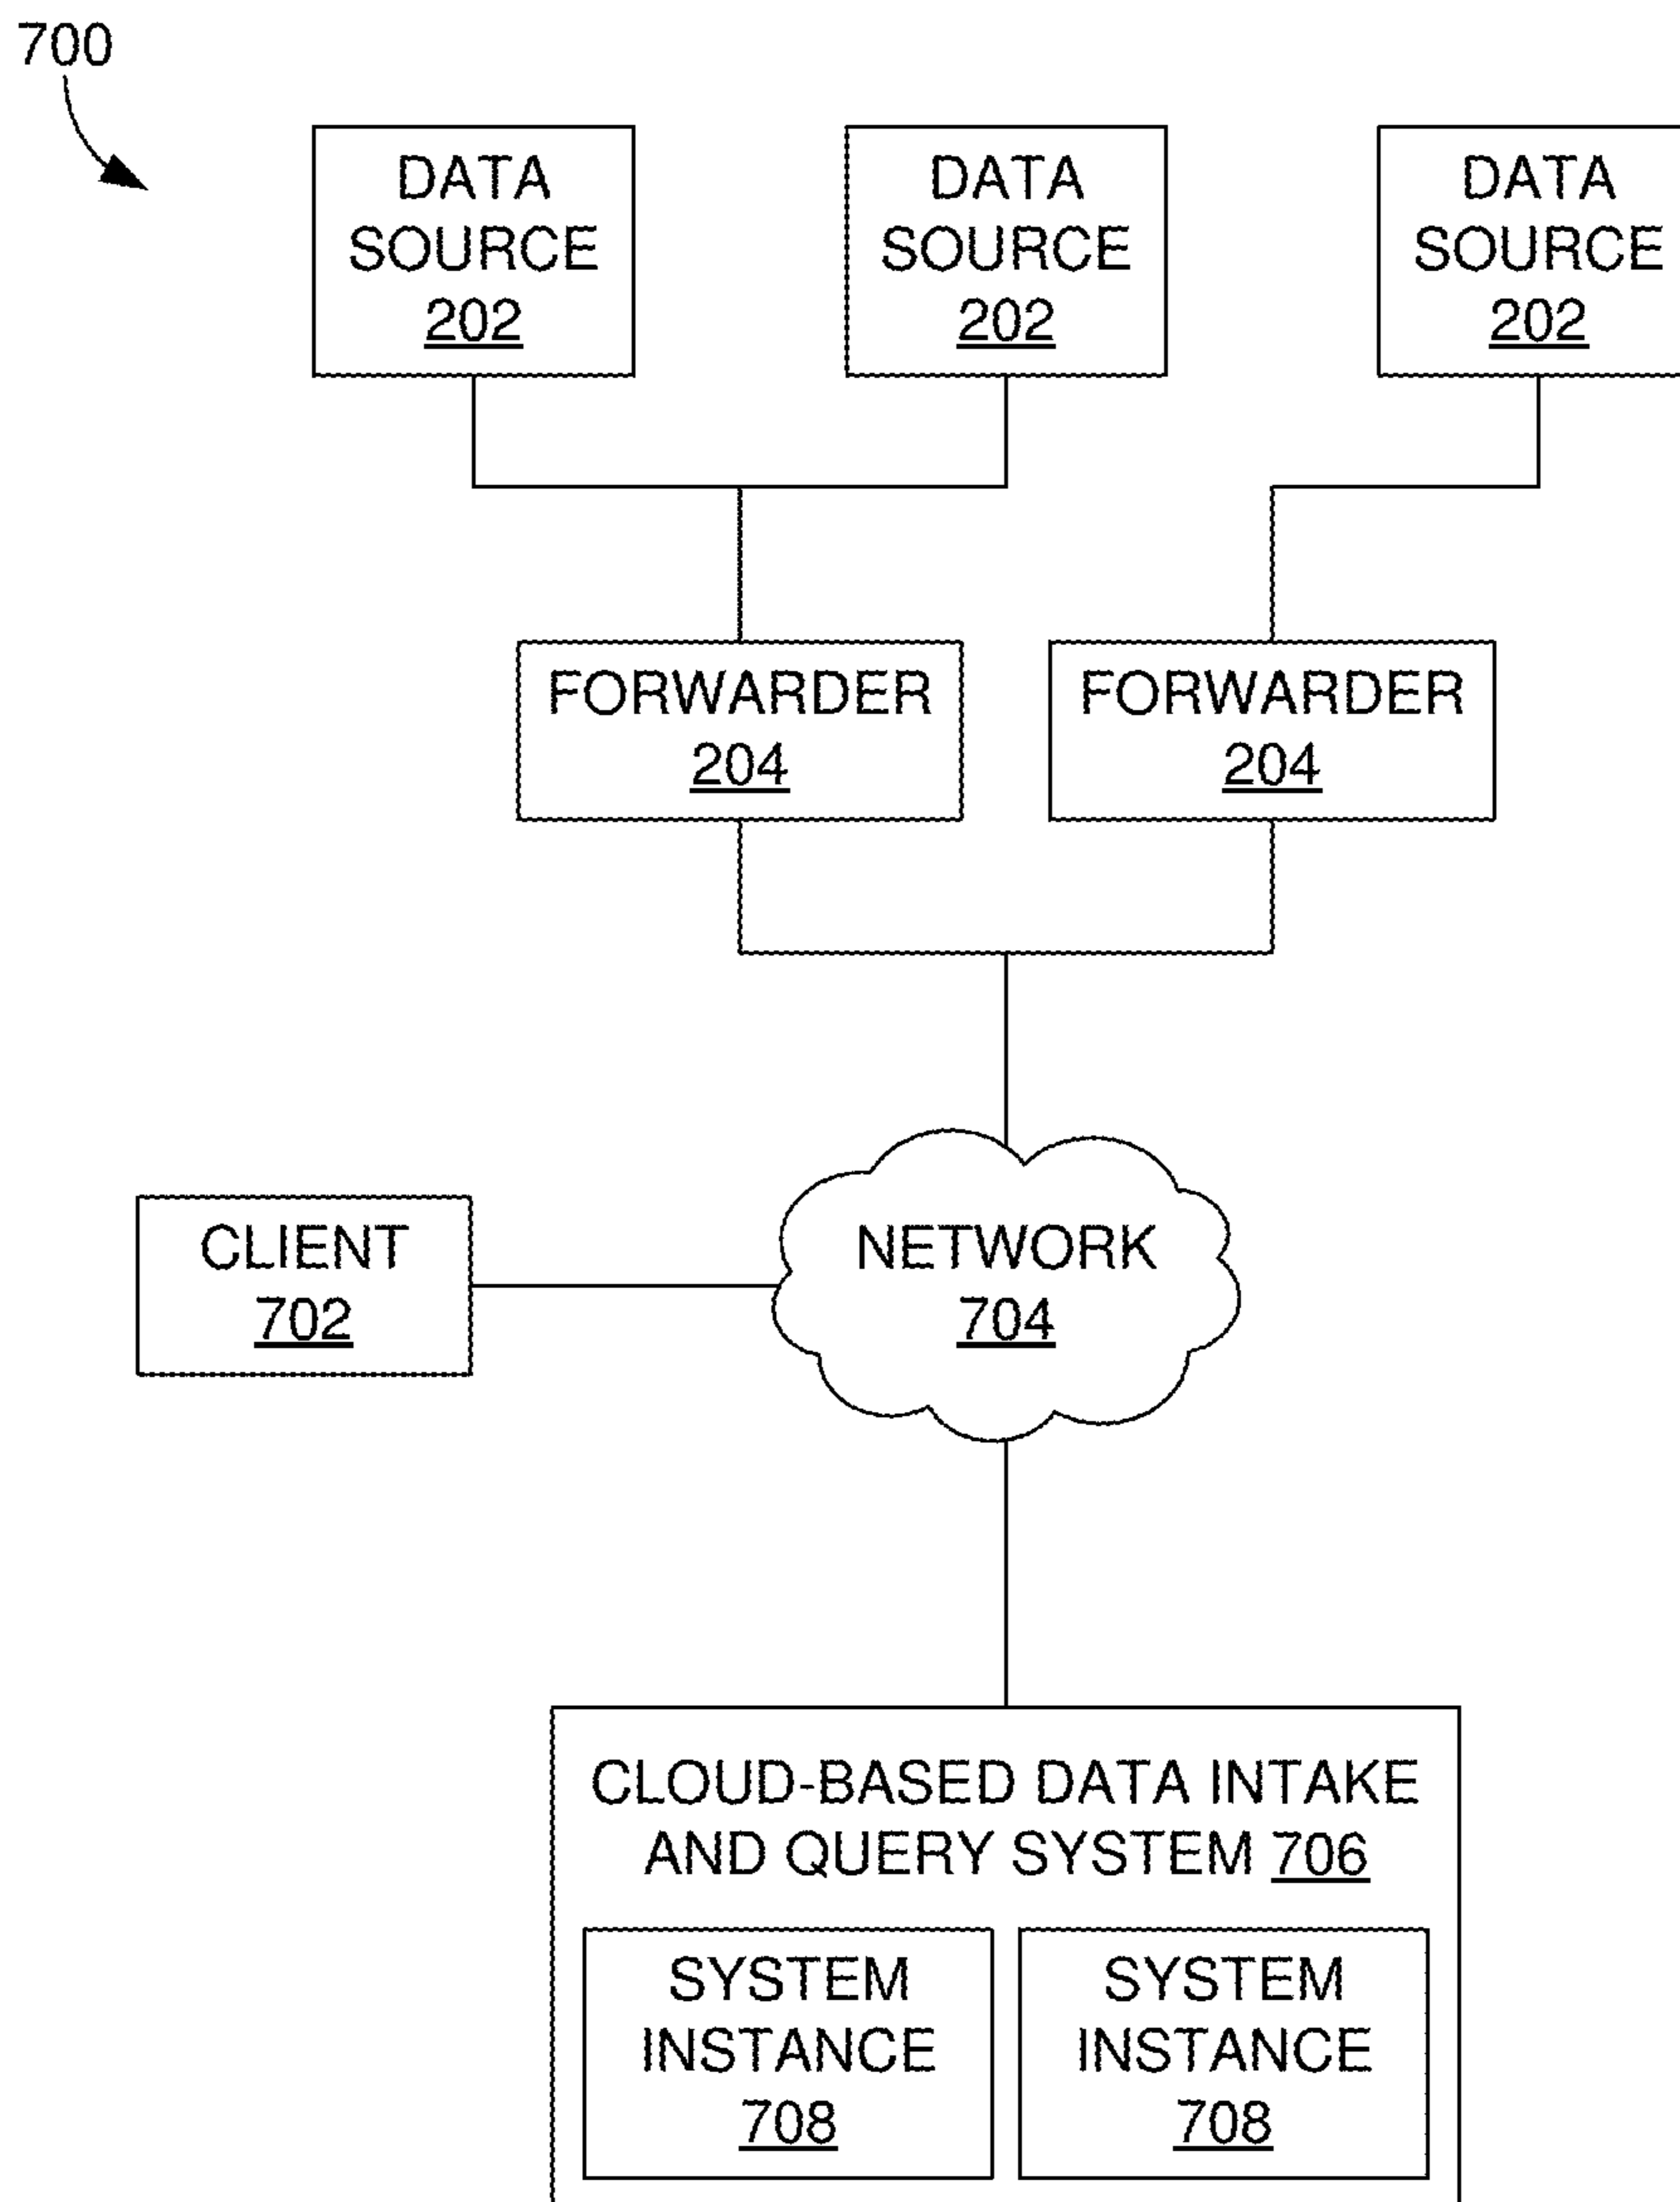 700
DATA
SOURCE
202
DATA
SOURCE
202
DATA
SOURCE
202
FORWARDER
204
FORWARDER
204
CLIENT
702
NETWORK
704
CLOUD-BASED DATA INTAKE
AND QUERY SYSTEM 706
SYSTEM
INSTANCE
708
SYSTEM
INSTANCE
708